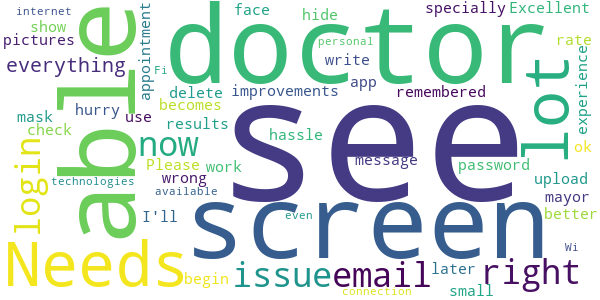 internet
show
pictures
everything
able
appointment
doctor
face
hide
specially
Excellent
personal
rate
write
app
remembered
Fi
delete
improvements
becomes
hurry
mask
use
check
results
hassle
see
lot
experience
now
message
ok
Please
work
password
login
technologies
wrong
available
upload
mayor
I'll
even
screen
better
Wi
Needs
issue
email
later
right
begin
small
connection